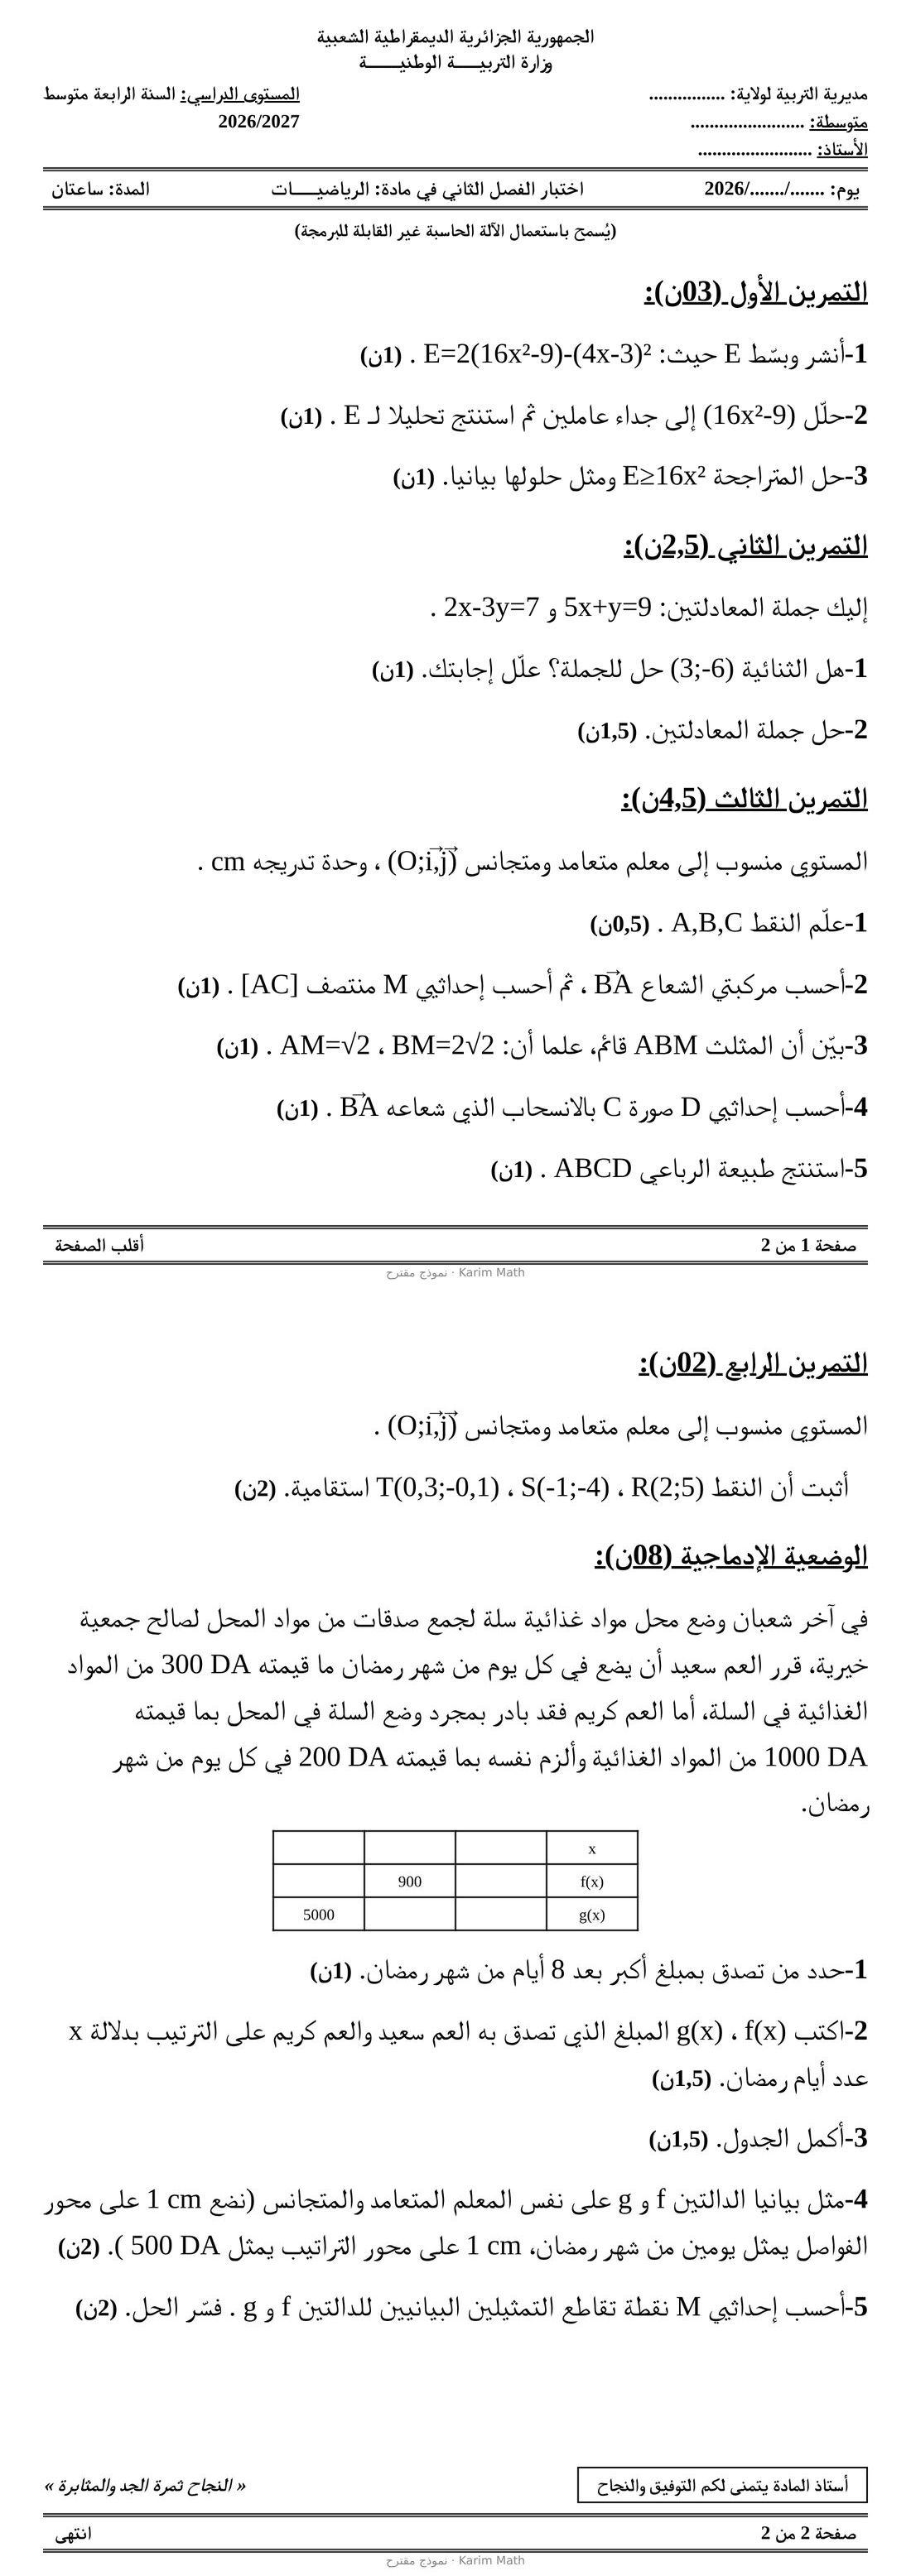 الجمهورية الجزائرية الديمقراطية الشعبية
وزارة التربيـــــة الوطنيـــــــة
مديرية التربية لولاية: ................
المستوى الدراسي: السنة الرابعة متوسط
متوسطة: ........................
2026/2027
الأستاذ: ........................
يوم: ......./......./2026
اختبار الفصل الثاني في مادة: الرياضيـــــات
المدة: ساعتان
(يُسمح باستعمال الآلة الحاسبة غير القابلة للبرمجة)
التمرين الأول (03ن):
1-أنشر وبسّط E حيث: E=2(16x²-9)-(4x-3)² . (1ن)
2-حلّل (16x²-9) إلى جداء عاملين ثم استنتج تحليلا لـ E . (1ن)
3-حل المتراجحة E≥16x² ومثل حلولها بيانيا. (1ن)
التمرين الثاني (2,5ن):
إليك جملة المعادلتين: 5x+y=9 و 2x-3y=7 .
1-هل الثنائية (3;-6) حل للجملة؟ علّل إجابتك. (1ن)
2-حل جملة المعادلتين. (1,5ن)
التمرين الثالث (4,5ن):
المستوي منسوب إلى معلم متعامد ومتجانس (O;i⃗,j⃗) ، وحدة تدريجه cm .
1-علّم النقط A,B,C . (0,5ن)
2-أحسب مركبتي الشعاع BA⃗ ، ثم أحسب إحداثيي M منتصف [AC] . (1ن)
3-بيّن أن المثلث ABM قائم، علما أن: AM=√2 ، BM=2√2 . (1ن)
4-أحسب إحداثيي D صورة C بالانسحاب الذي شعاعه BA⃗ . (1ن)
5-استنتج طبيعة الرباعي ABCD . (1ن)
صفحة 1 من 2
أقلب الصفحة
Karim Math · نموذج مقترح
التمرين الرابع (02ن):
المستوي منسوب إلى معلم متعامد ومتجانس (O;i⃗,j⃗) .
أثبت أن النقط R(2;5) ، S(-1;-4) ، T(0,3;-0,1) استقامية. (2ن)
الوضعية الإدماجية (08ن):
في آخر شعبان وضع محل مواد غذائية سلة لجمع صدقات من مواد المحل لصالح جمعية
خيرية، قرر العم سعيد أن يضع في كل يوم من شهر رمضان ما قيمته 300 DA من المواد
الغذائية في السلة، أما العم كريم فقد بادر بمجرد وضع السلة في المحل بما قيمته
1000 DA من المواد الغذائية وألزم نفسه بما قيمته 200 DA في كل يوم من شهر
رمضان.
x
f(x) 900
g(x) 5000
1-حدد من تصدق بمبلغ أكبر بعد 8 أيام من شهر رمضان. (1ن)
2-اكتب f(x) ، g(x) المبلغ الذي تصدق به العم سعيد والعم كريم على الترتيب بدلالة x
عدد أيام رمضان. (1,5ن)
3-أكمل الجدول. (1,5ن)
4-مثل بيانيا الدالتين f و g على نفس المعلم المتعامد والمتجانس (نضع 1 cm على محور
الفواصل يمثل يومين من شهر رمضان، 1 cm على محور التراتيب يمثل 500 DA ). (2ن)
5-أحسب إحداثيي M نقطة تقاطع التمثيلين البيانيين للدالتين f و g . فسّر الحل. (2ن)
أستاذ المادة يتمنى لكم التوفيق والنجاح
« النجاح ثمرة الجد والمثابرة »
صفحة 2 من 2
انتهى
Karim Math · نموذج مقترح